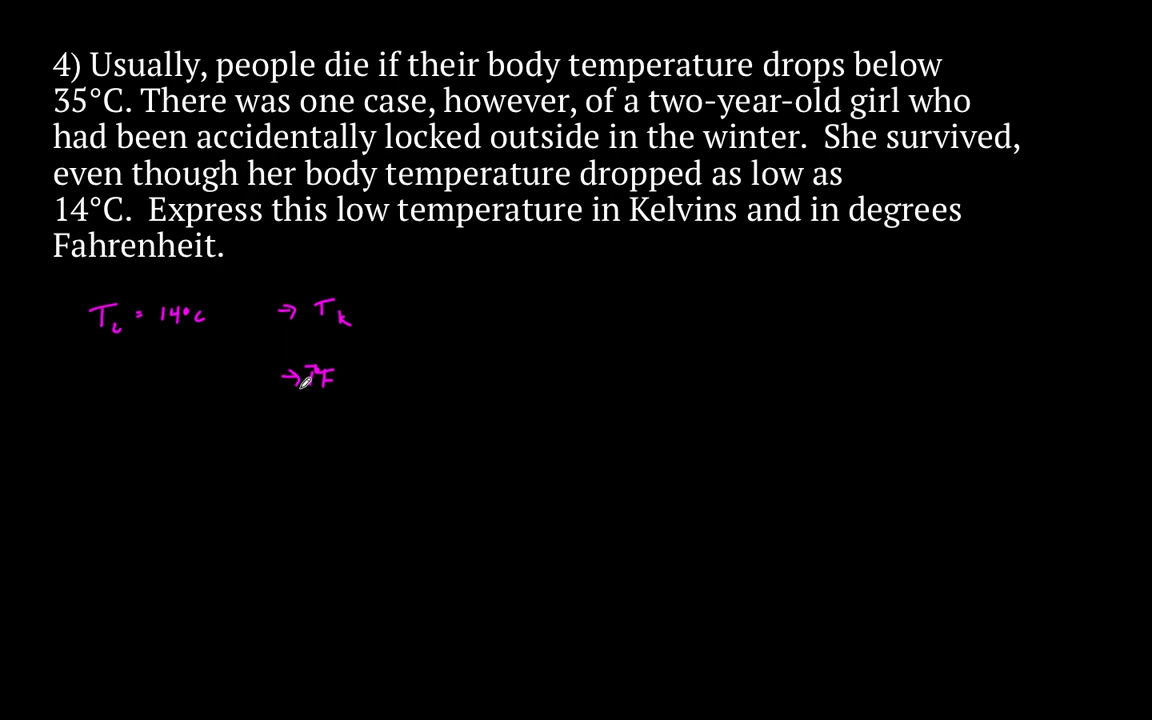 4) Usually, people die if their body temperature drops below
35°C. There was one case, however, of a two-year-old girl who
had been accidentally locked outside in the winter.  She survived,
even though her body temperature dropped as low as
14°C.  Express this low temperature in Kelvins and in degrees
Fahrenheit.
T_c = 14°C → T_k
→ °F